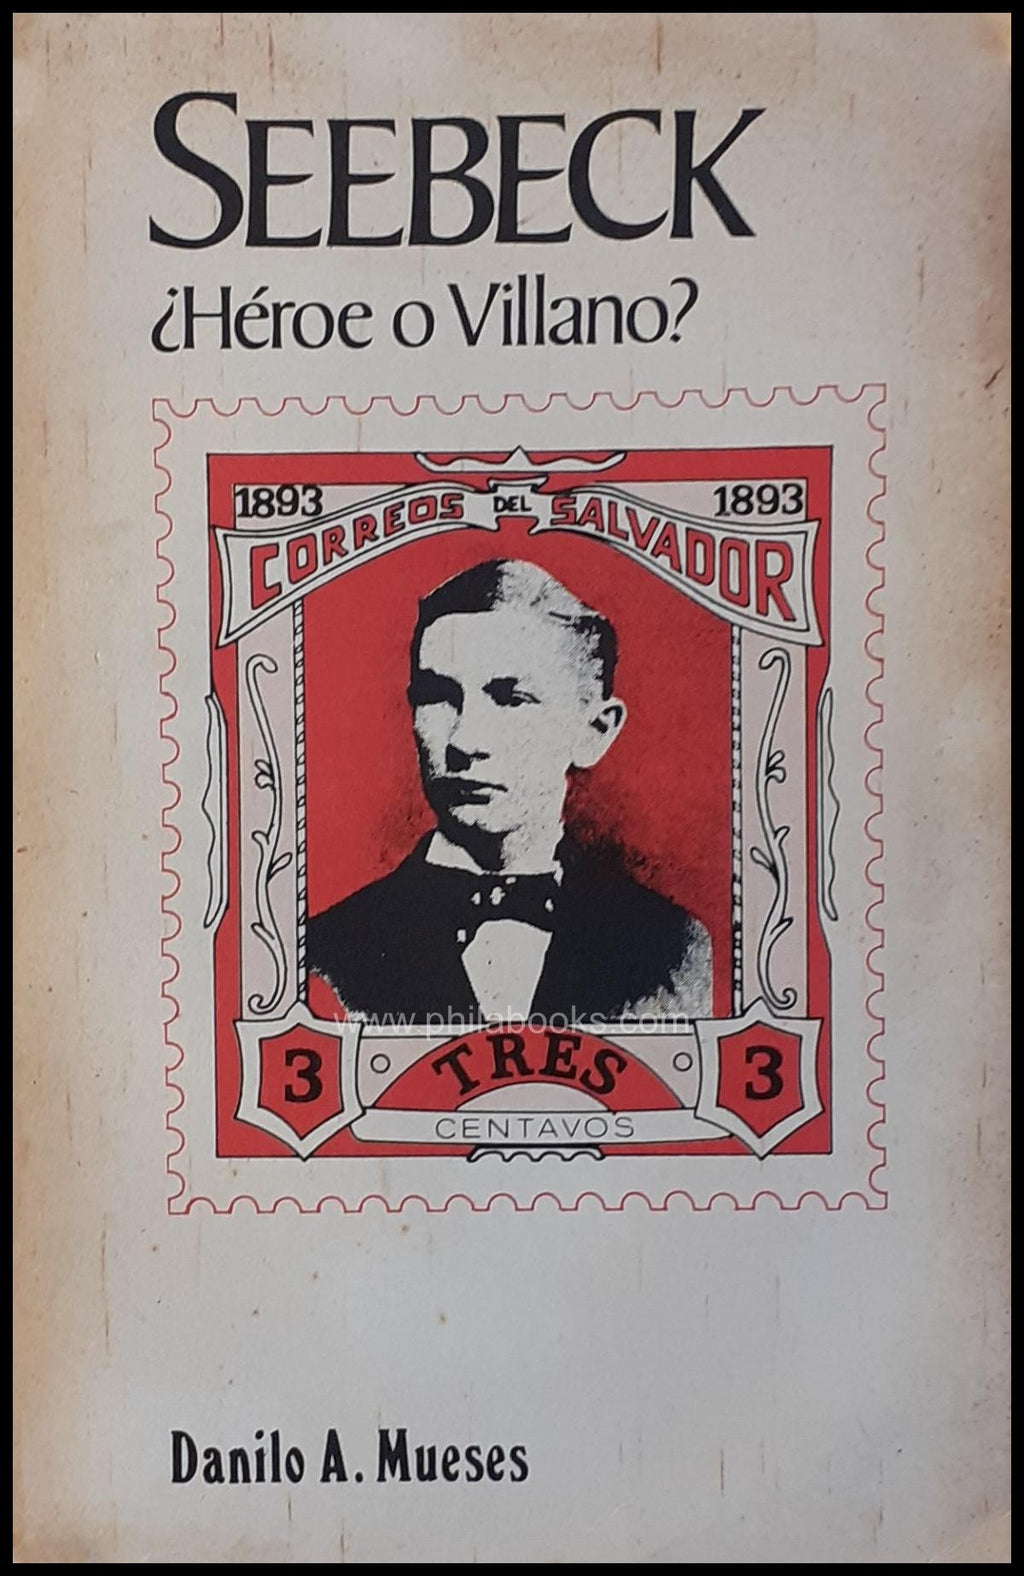 SEEBECK
¿Héroe o Villano?
1893 1893
CORREOS DEL SALVADOR
www.philabooks.com
3 TRES 3
CENTAVOS
Danilo A. Mueses